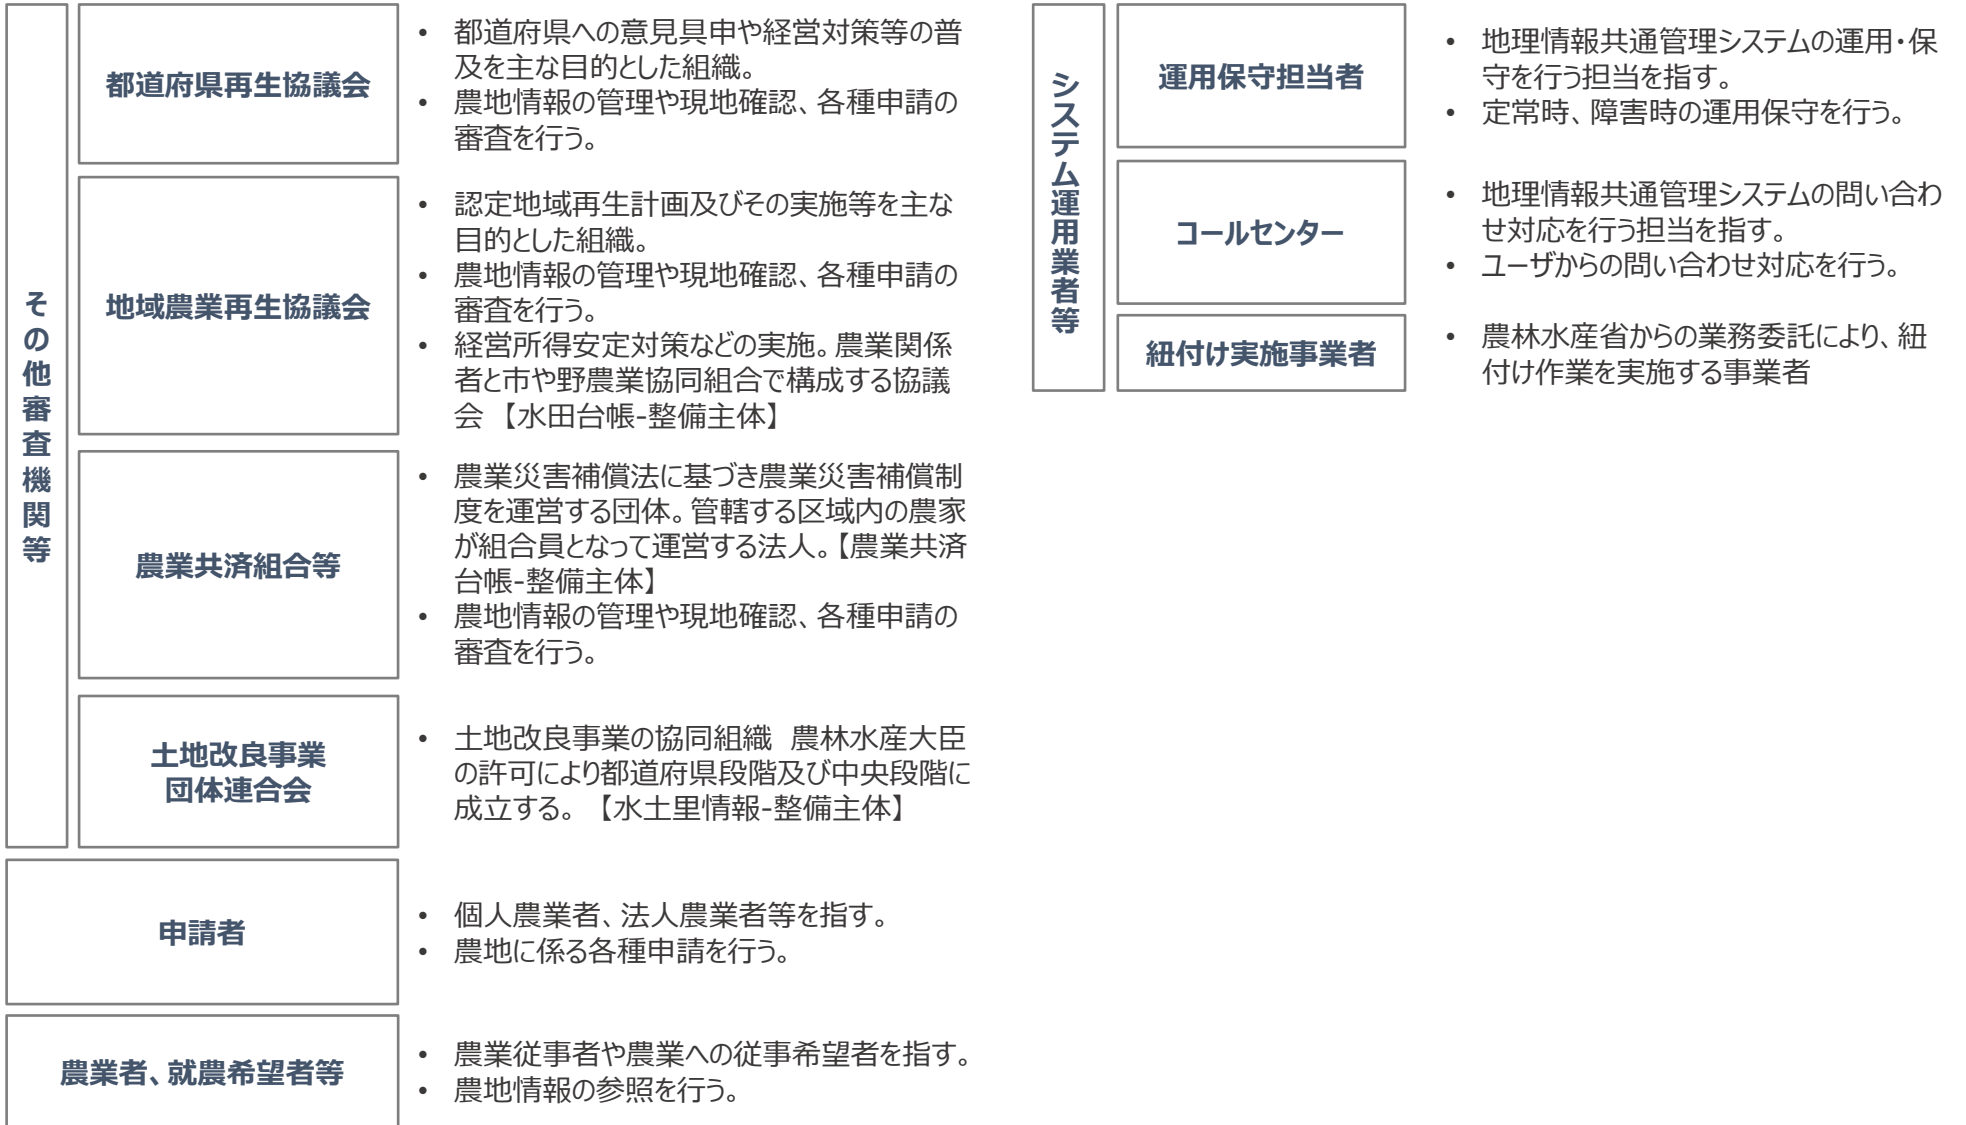 その他審査機関等
都道府県再生協議会
• 都道府県への意見具申や経営対策等の普
及を主な目的とした組織。
• 農地情報の管理や現地確認、各種申請の
審査を行う。
地域農業再生協議会
• 認定地域再生計画及びその実施等を主な
目的とした組織。
• 農地情報の管理や現地確認、各種申請の
審査を行う。
• 経営所得安定対策などの実施。農業関係
者と市や野農業協同組合で構成する協議
会 【水田台帳-整備主体】
農業共済組合等
• 農業災害補償法に基づき農業災害補償制
度を運営する団体。管轄する区域内の農家
が組合員となって運営する法人。【農業共済
台帳-整備主体】
• 農地情報の管理や現地確認、各種申請の
審査を行う。
土地改良事業
団体連合会
• 土地改良事業の協同組織　農林水産大臣
の許可により都道府県段階及び中央段階に
成立する。 【水土里情報-整備主体】
申請者
• 個人農業者、法人農業者等を指す。
• 農地に係る各種申請を行う。
農業者、就農希望者等
• 農業従事者や農業への従事希望者を指す。
• 農地情報の参照を行う。
システム運用業者等
運用保守担当者
• 地理情報共通管理システムの運用・保
守を行う担当を指す。
• 定常時、障害時の運用保守を行う。
コールセンター
• 地理情報共通管理システムの問い合わ
せ対応を行う担当を指す。
• ユーザからの問い合わせ対応を行う。
紐付け実施事業者
• 農林水産省からの業務委託により、紐
付け作業を実施する事業者